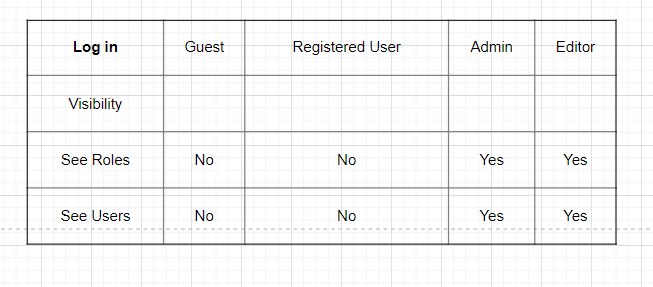 Log in Guest Registered User Admin Editor
Visibility
See Roles No No Yes Yes
See Users No No Yes Yes